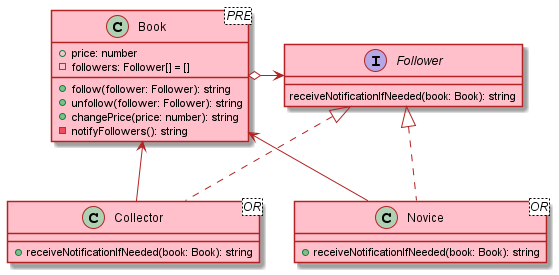 PRE
C Book
price: number
followers: Follower[] = []
follow(follower: Follower): string
unfollow(follower: Follower): string
changePrice(price: number): string
notifyFollowers(): string
I Follower
receiveNotificationIfNeeded(book: Book): string
OR
C Collector
receiveNotificationIfNeeded(book: Book): string
OR
C Novice
receiveNotificationIfNeeded(book: Book): string